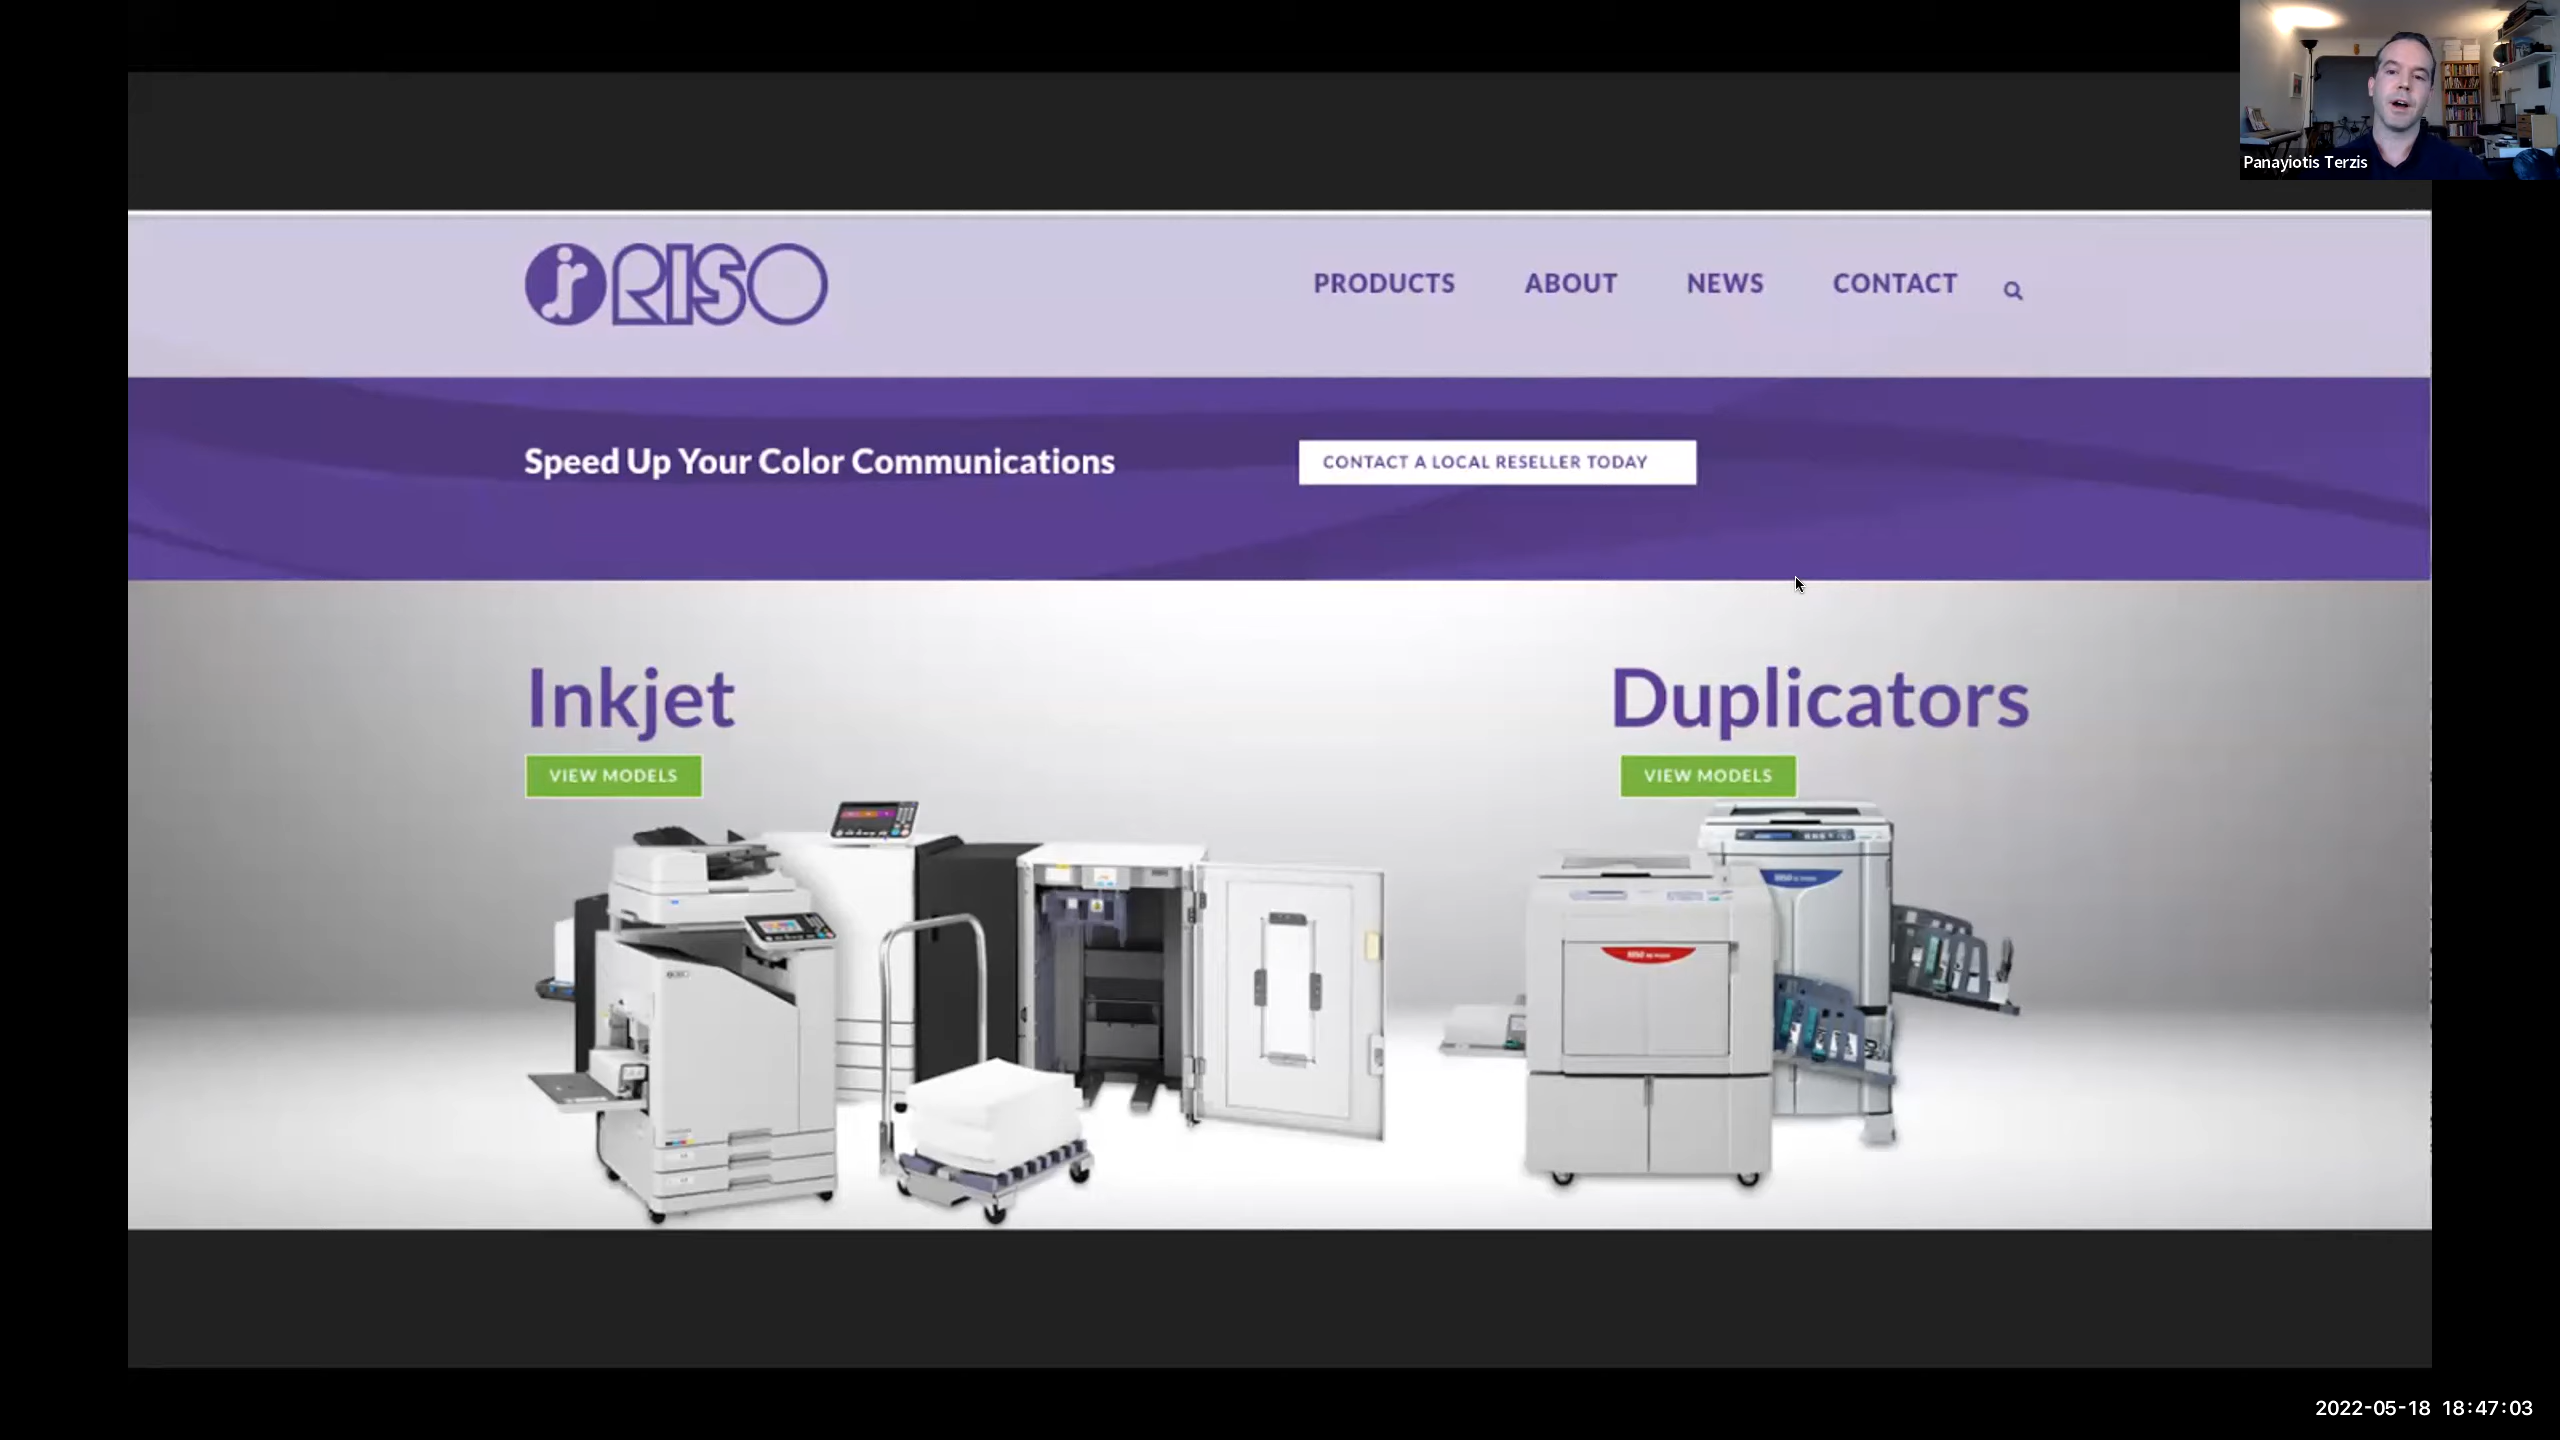 Panayiotis Terzis
RISO
PRODUCTS ABOUT NEWS CONTACT
Speed Up Your Color Communications
CONTACT A LOCAL RESELLER TODAY
Inkjet
Duplicators
VIEW MODELS
VIEW MODELS
2022-05-18 18:47:03